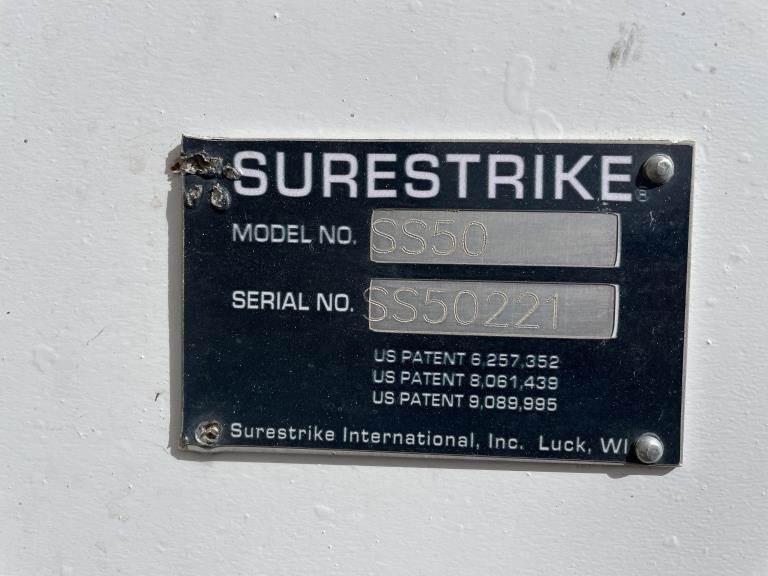 SURESTRIKE®
MODEL NO. SS50
SERIAL NO. SS50221
US PATENT 6,257,352
US PATENT 8,061,439
US PATENT 9,089,995
Surestrike International, Inc. Luck, WI